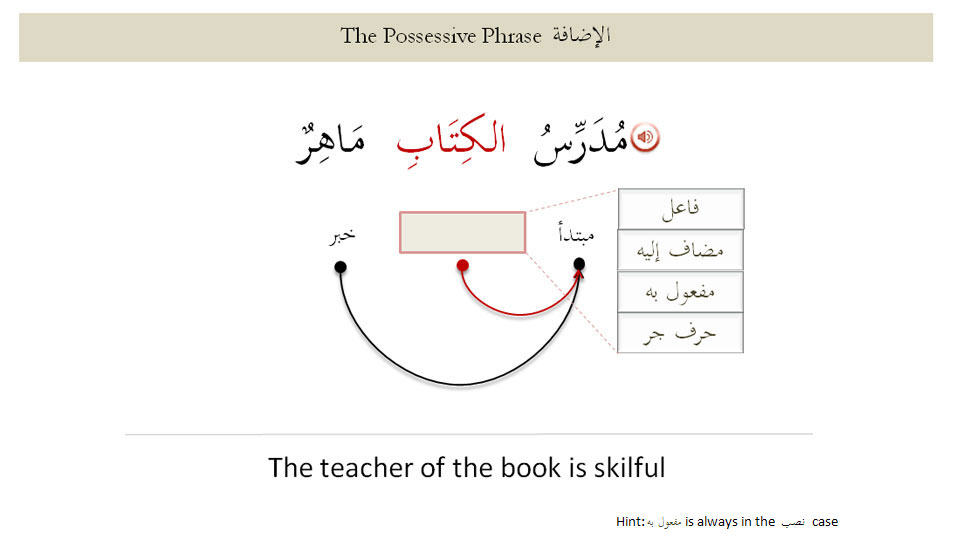 The Possessive Phrase الإضافة
مُدَرِّسُ الكِتَابِ مَاهِرٌ
مبتدأ
خبر
فاعل
مضاف إليه
مفعول به
حرف جر
The teacher of the book is skilful
Hint: مفعول به is always in the نصب case